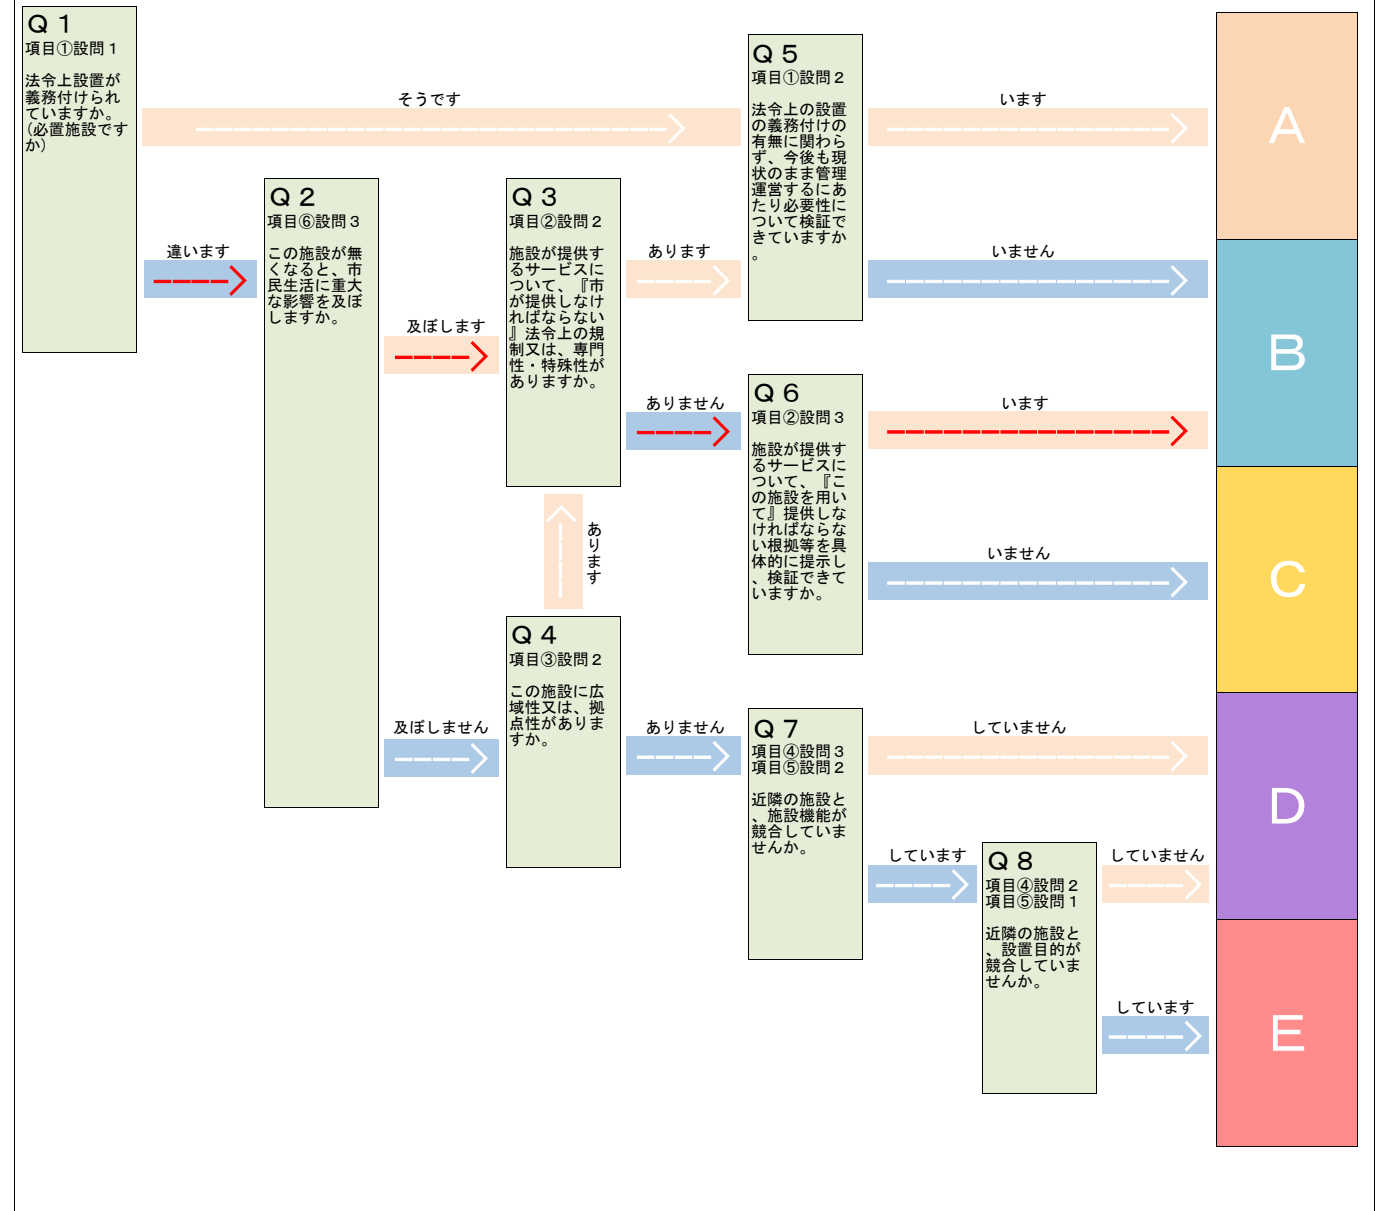 Ｑ１
項目①設問１
法令上設置が
義務付けられ
ていますか。
(必置施設です
か)
そうです
違います
Ｑ２
項目⑥設問３
この施設が無
くなると、市
民生活に重大
な影響を及ぼ
しますか。
及ぼします
及ぼしません
Ｑ３
項目②設問２
施設が提供す
るサービスに
ついて、『市
が提供しなけ
ればならない
』法令上の規
制又は、専門
性・特殊性が
ありますか。
あります
ありません
あります
Ｑ４
項目③設問２
この施設に広
域性又は、拠
点性がありま
すか。
ありません
Ｑ５
項目①設問２
法令上の設置
の義務付けの
有無に関わら
ず、今後も現
状のまま管理
運営するにあ
たり必要性に
ついて検証で
きていますか
。
います
いません
Ｑ６
項目②設問３
施設が提供す
るサービスに
ついて、『こ
の施設を用い
て』提供しな
ければならな
い根拠等を具
体的に提示し
、検証できて
いますか。
います
いません
Ｑ７
項目④設問３
項目⑤設問２
近隣の施設と
、施設機能が
競合していま
せんか。
していません
しています
Ｑ８
項目④設問２
項目⑤設問１
近隣の施設と
、設置目的が
競合していま
せんか。
していません
しています
A
B
C
D
E